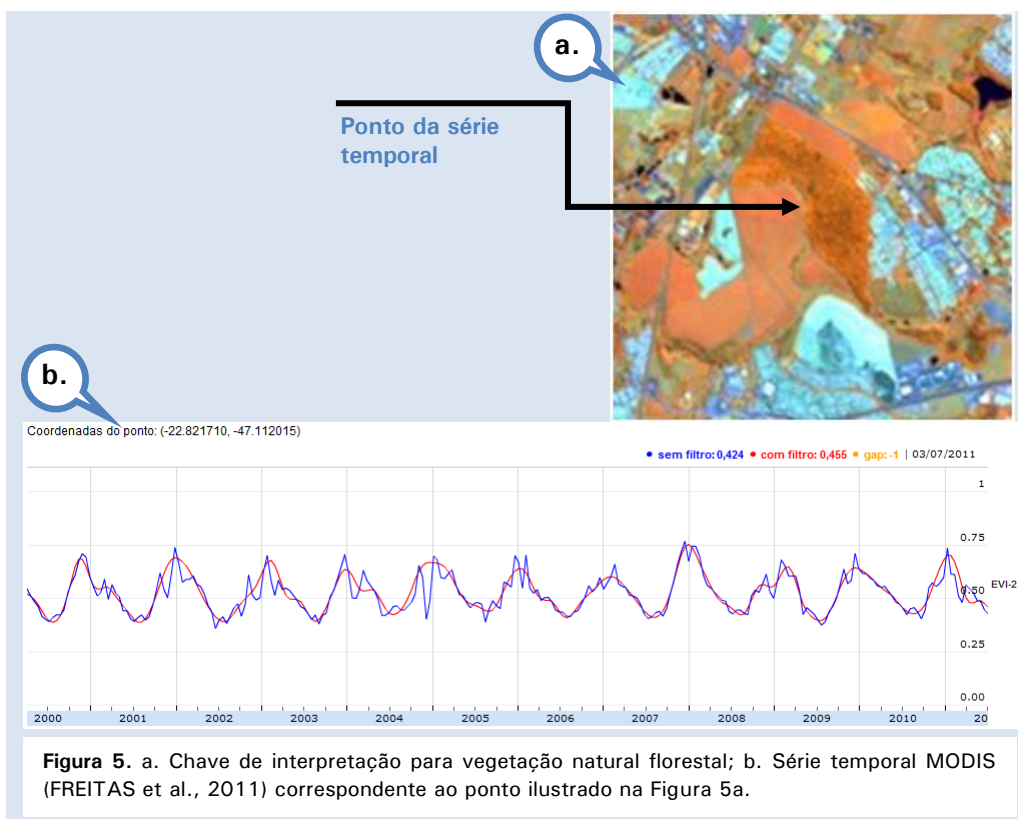 a.
Ponto da série
temporal
b.
Coordenadas do ponto: (-22.821710, -47.112015)
• sem filtro: 0,424 • com filtro: 0,455 • gap: -1 | 03/07/2011
1
0.75
EVI-2
0.50
0.25
0.00
2000 2001 2002 2003 2004 2005 2006 2007 2008 2009 2010 20
Figura 5. a. Chave de interpretação para vegetação natural florestal; b. Série temporal MODIS
(FREITAS et al., 2011) correspondente ao ponto ilustrado na Figura 5a.